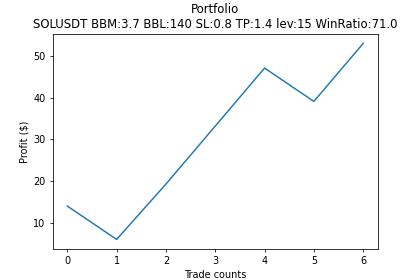 Portfolio
SOLUSDT BBM:3.7 BBL:140 SL:0.8 TP:1.4 lev:15 WinRatio:71.0
Profit ($)
50
40
30
20
10
0 1 2 3 4 5 6
Trade counts